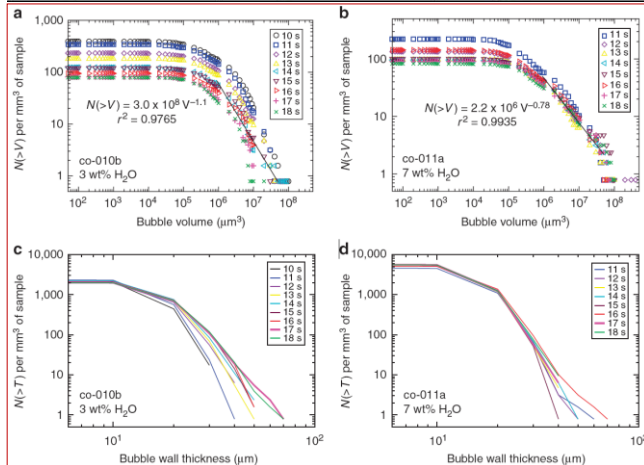 a
b
1,000
100
10
1
N(>V) per mm³ of sample
N(>V) = 3.0 x 10⁸ V⁻¹·¹
r² = 0.9765
co-010b
3 wt% H₂O
10 s
11 s
12 s
13 s
14 s
15 s
16 s
17 s
18 s
10² 10³ 10⁴ 10⁵ 10⁶ 10⁷ 10⁸
Bubble volume (μm³)
100
10
1
N(>V) per mm³ of sample
N(>V) = 2.2 x 10⁶ V⁻⁰·⁷⁸
r² = 0.9935
co-011a
7 wt% H₂O
11 s
12 s
13 s
14 s
15 s
16 s
17 s
18 s
10² 10³ 10⁴ 10⁵ 10⁶ 10⁷ 10⁸ 10⁹
Bubble volume (μm³)
c
d
10,000
1,000
100
10
1
N(>T) per mm³ of sample
co-010b
3 wt% H₂O
10 s
11 s
12 s
13 s
14 s
15 s
16 s
17 s
18 s
10¹ 10²
Bubble wall thickness (μm)
10,000
1,000
100
10
1
N(>T) per mm³ of sample
co-011a
7 wt% H₂O
11 s
12 s
13 s
14 s
15 s
16 s
17 s
18 s
10¹ 10²
Bubble wall thickness (μm)